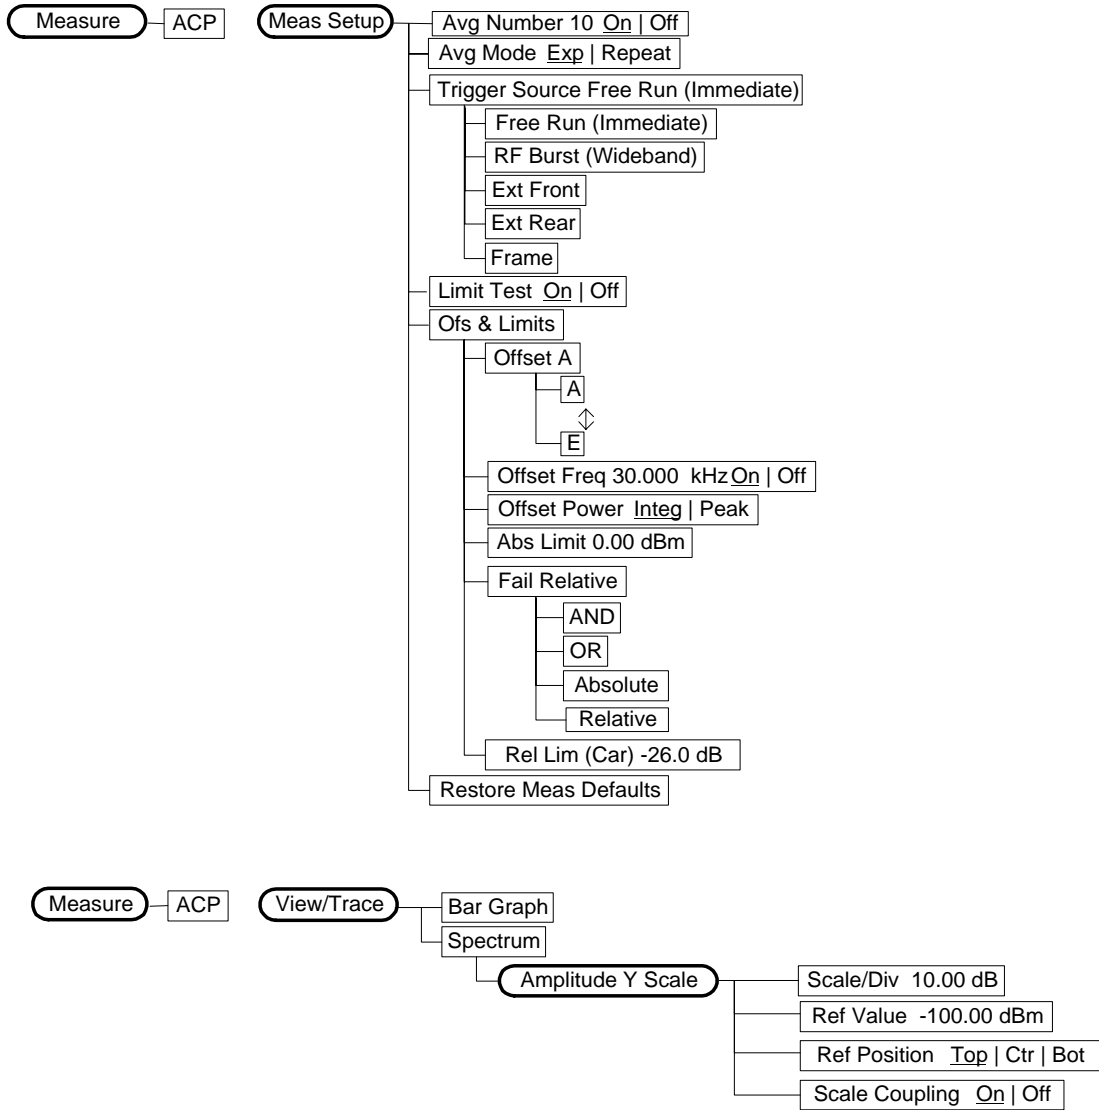 Measure
ACP
Meas Setup
Avg Number 10 On | Off
Avg Mode Exp | Repeat
Trigger Source Free Run (Immediate)
Free Run (Immediate)
RF Burst (Wideband)
Ext Front
Ext Rear
Frame
Limit Test On | Off
Ofs & Limits
Offset A
A
E
Offset Freq 30.000 kHz On | Off
Offset Power Integ | Peak
Abs Limit 0.00 dBm
Fail Relative
AND
OR
Absolute
Relative
Rel Lim (Car) -26.0 dB
Restore Meas Defaults
Measure
ACP
View/Trace
Bar Graph
Spectrum
Amplitude Y Scale
Scale/Div 10.00 dB
Ref Value -100.00 dBm
Ref Position Top | Ctr | Bot
Scale Coupling On | Off